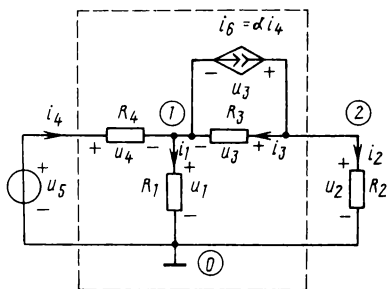 i₆ = αi₄
− +
u₃
① ②
i₄ R₄ R₃
+ − i₁ − + i₃ i₂
u₄ u₃
+ + +
u₅ R₁ u₁ u₂ R₂
− − −
⓪